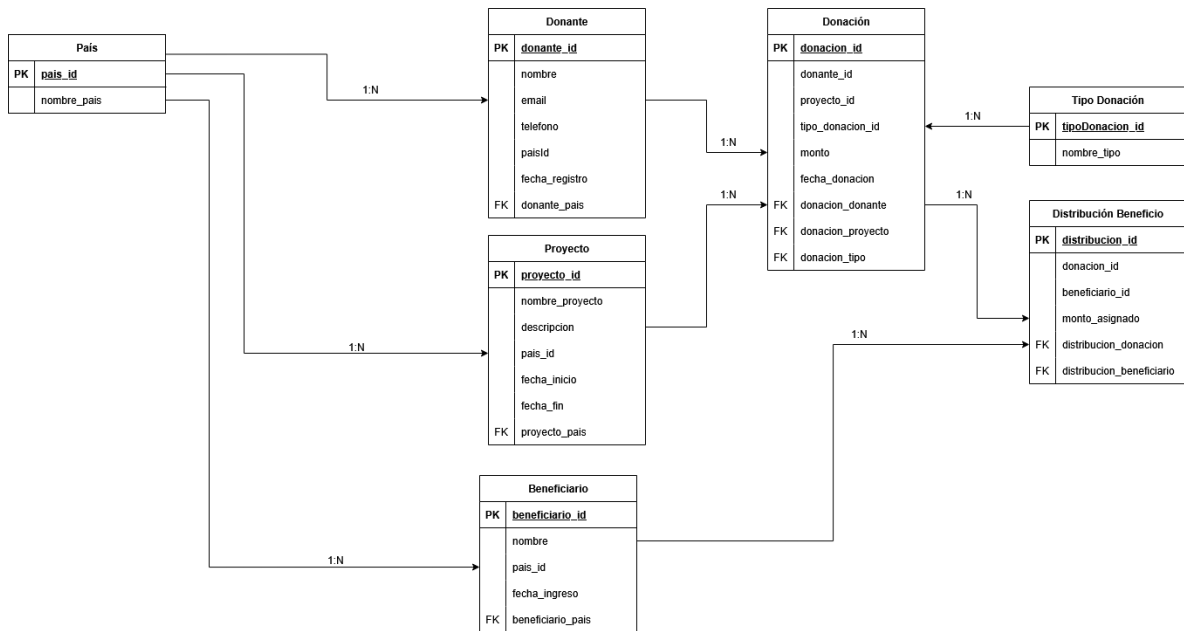 País
PK pais_id
nombre_pais
Donante
PK donante_id
nombre
email
telefono
paisId
fecha_registro
FK donante_pais
Proyecto
PK proyecto_id
nombre_proyecto
descripcion
pais_id
fecha_inicio
fecha_fin
FK proyecto_pais
Beneficiario
PK beneficiario_id
nombre
pais_id
fecha_ingreso
FK beneficiario_pais
Donación
PK donacion_id
donante_id
proyecto_id
tipo_donacion_id
monto
fecha_donacion
FK donacion_donante
FK donacion_proyecto
FK donacion_tipo
Tipo Donación
PK tipoDonacion_id
nombre_tipo
Distribución Beneficio
PK distribucion_id
donacion_id
beneficiario_id
monto_asignado
FK distribucion_donacion
FK distribucion_beneficiario
1:N
1:N
1:N
1:N
1:N
1:N
1:N
1:N